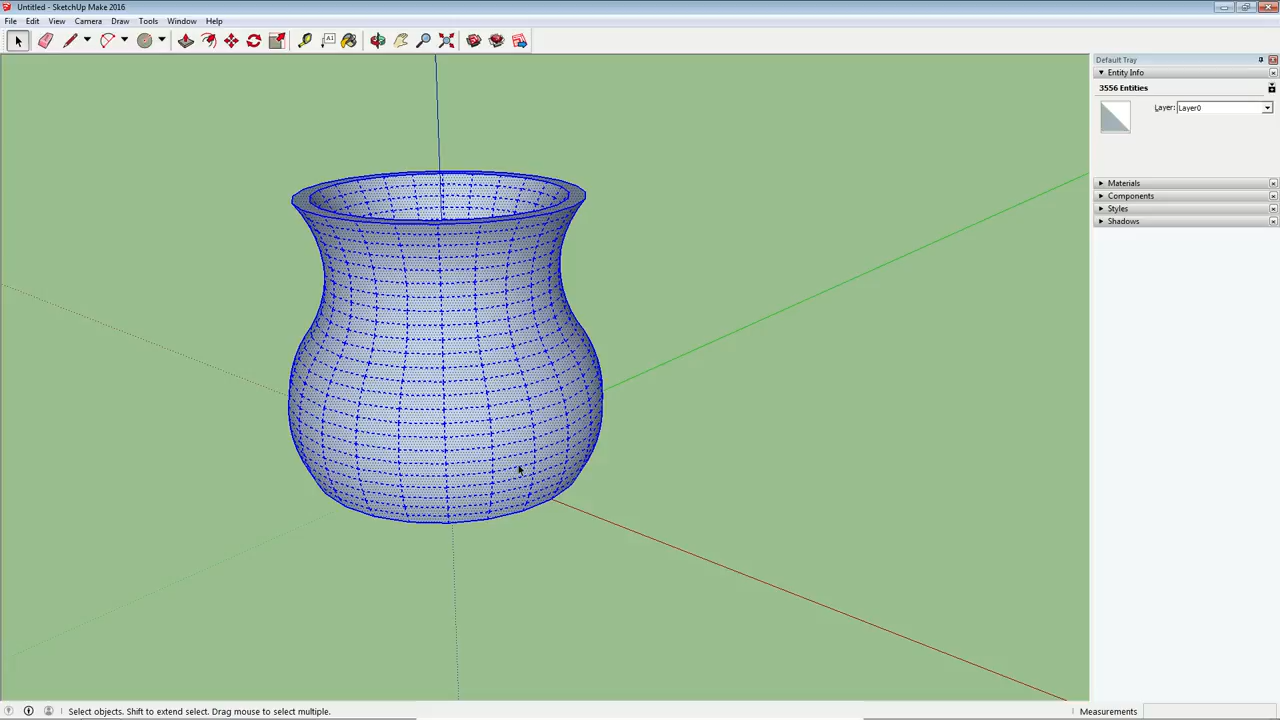 Untitled - SketchUp Make 2016
File Edit View Camera Draw Tools Window Help
A1
Default Tray
Entity Info
3556 Entities
Layer: Layer0
Materials
Components
Styles
Shadows
Select objects. Shift to extend select. Drag mouse to select multiple.
Measurements